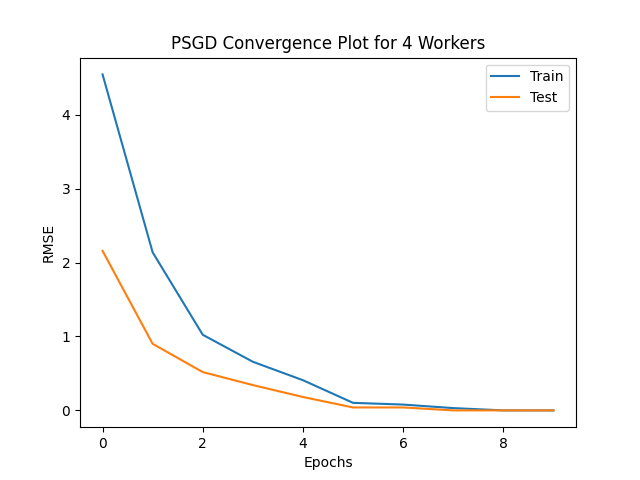 PSGD Convergence Plot for 4 Workers
Train
Test
RMSE
4
3
2
1
0
0 2 4 6 8
Epochs